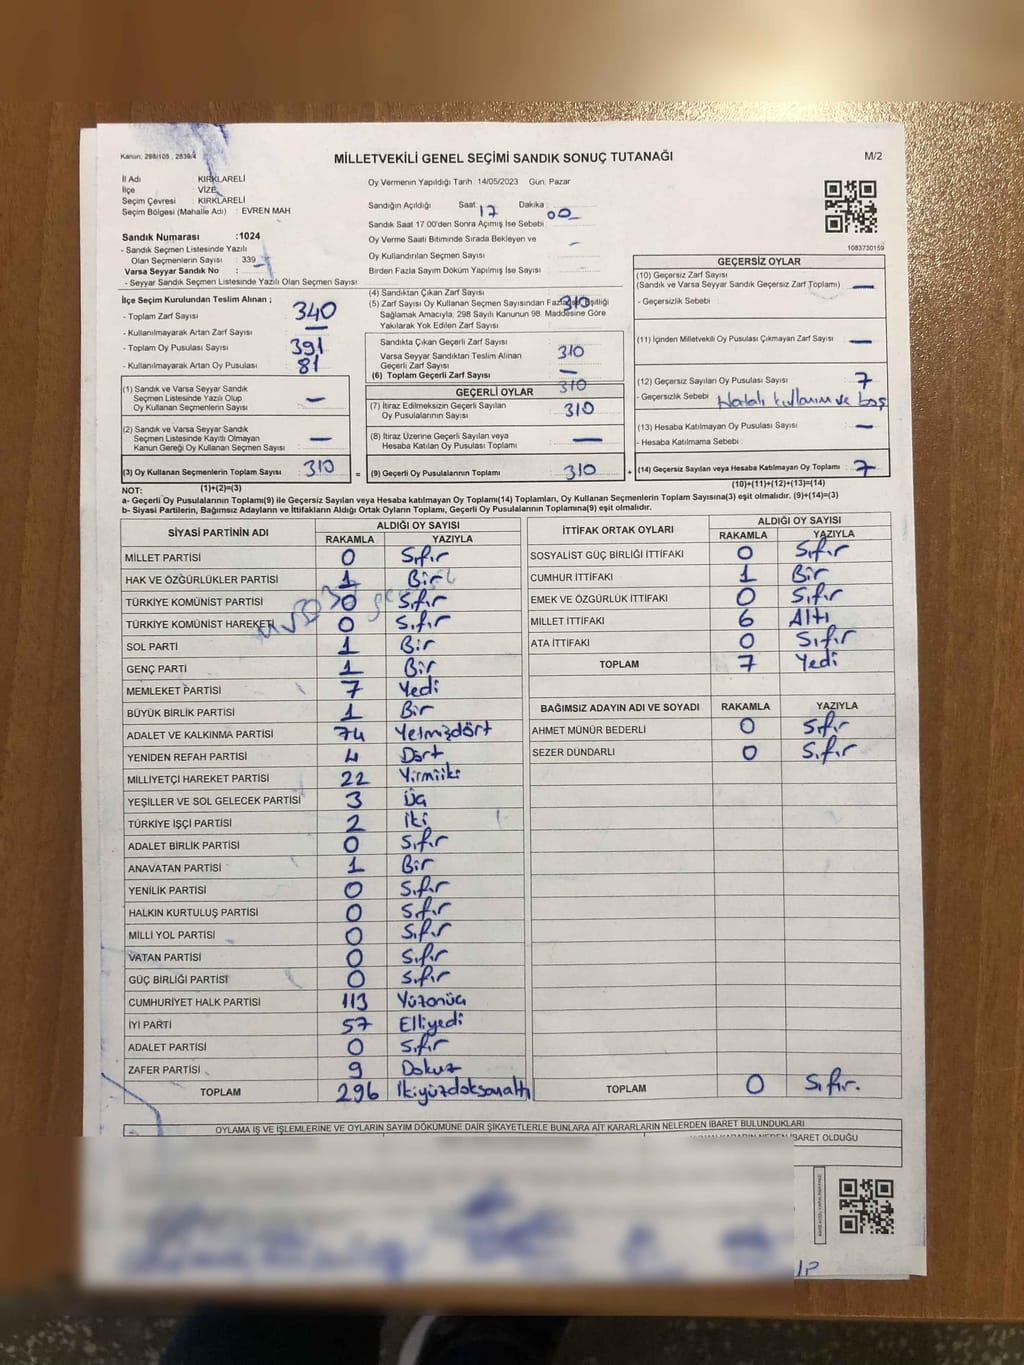 Kanun: 298/105 , 2839/4
MİLLETVEKİLİ GENEL SEÇİMİ SANDIK SONUÇ TUTANAĞI
M/2
İl Adı KIRKLARELİ
İlçe VİZE
Seçim Çevresi : KIRKLARELİ
Seçim Bölgesi (Mahalle Adı) : EVREN MAH
Oy Vermenin Yapıldığı Tarih : 14/05/2023 Gün: Pazar
Sandığın Açıldığı Saat: 17 Dakika: 00
Sandık Saat 17:00'den Sonra Açımış İse Sebebi :
Oy Verme Saati Bitiminde Sırada Bekleyen ve
Oy Kullandırılan Seçmen Sayısı –
Birden Fazla Sayım Döküm Yapılmış İse Sayısı :
1083730159
Sandık Numarası :1024
- Sandık Seçmen Listesinde Yazılı
Olan Seçmenlerin Sayısı : 339
Varsa Seyyar Sandık No : –
- Seyyar Sandık Seçmen Listesinde Yazılı Olan Seçmen Sayısı:
İlçe Seçim Kurulundan Teslim Alınan ;
- Toplam Zarf Sayısı : 340
- Kullanılmayarak Artan Zarf Sayısı : —
- Toplam Oy Pusulası Sayısı : 391
- Kullanılmayarak Artan Oy Pusulası : 81
(1) Sandık ve Varsa Seyyar Sandık
Seçmen Listesinde Yazılı Olup
Oy Kullanan Seçmenlerin Sayısı : —
(2) Sandık ve Varsa Seyyar Sandık
Seçmen Listesinde Kayıtlı Olmayan
Kanun Gereği Oy Kullanan Seçmen Sayısı : —
(3) Oy Kullanan Seçmenlerin Toplam Sayısı : 310
(1)+(2)=(3)
(4) Sandıktan Çıkan Zarf Sayısı : 310
(5) Zarf Sayısı Oy Kullanan Seçmen Sayısından Fazlaysa, Eşitliği
Sağlamak Amacıyla, 298 Sayılı Kanunun 98. Maddesine Göre
Yakılarak Yok Edilen Zarf Sayısı
Sandıkta Çıkan Geçerli Zarf Sayısı : 310
Varsa Seyyar Sandıktan Teslim Alınan
Geçerli Zarf Sayısı : —
(6) Toplam Geçerli Zarf Sayısı : 310
GEÇERLİ OYLAR
(7) İtiraz Edilmeksizin Geçerli Sayılan
Oy Pusulalarının Sayısı : 310
(8) İtiraz Üzerine Geçerli Sayılan veya
Hesaba Katılan Oy Pusulası Toplamı : —
= (9) Geçerli Oy Pusulalarının Toplamı : 310 +
GEÇERSİZ OYLAR
(10) Geçersiz Zarf Sayısı
(Sandık ve Varsa Seyyar Sandık Geçersiz Zarf Toplamı) : —
- Geçersizlik Sebebi :
(11) İçinden Milletvekili Oy Pusulası Çıkmayan Zarf Sayısı : —
(12) Geçersiz Sayılan Oy Pusulası Sayısı : 7
- Geçersizlik Sebebi : Hatalı kullanım ve boş
(13) Hesaba Katılmayan Oy Pusulası Sayısı : —
- Hesaba Katılmama Sebebi :
(14) Geçersiz Sayılan veya Hesaba Katılmayan Oy Toplamı : 7
(10)+(11)+(12)+(13)=(14)
NOT:
a- Geçerli Oy Pusulalarının Toplamı(9) ile Geçersiz Sayılan veya Hesaba katılmayan Oy Toplamı(14) Toplamları, Oy Kullanan Seçmenlerin Toplam Sayısına(3) eşit olmalıdır. (9)+(14)=(3)
b- Siyasi Partilerin, Bağımsız Adayların ve İttifakların Aldığı Ortak Oyların Toplamı, Geçerli Oy Pusulalarının Toplamına(9) eşit olmalıdır.
SİYASİ PARTİNİN ADI ALDIĞI OY SAYISI
RAKAMLA YAZIYLA
MİLLET PARTİSİ 0 Sıfır
HAK VE ÖZGÜRLÜKLER PARTİSİ 1 Bir
TÜRKİYE KOMÜNİST PARTİSİ 0 Sıfır
TÜRKİYE KOMÜNİST HAREKETİ 0 Sıfır
SOL PARTİ 1 Bir
GENÇ PARTİ 1 Bir
MEMLEKET PARTİSİ 7 Yedi
BÜYÜK BİRLİK PARTİSİ 1 Bir
ADALET VE KALKINMA PARTİSİ 74 Yetmişdört
YENİDEN REFAH PARTİSİ 4 Dört
MİLLİYETÇİ HAREKET PARTİSİ 22 Yirmiiki
YEŞİLLER VE SOL GELECEK PARTİSİ 3 Üç
TÜRKİYE İŞÇİ PARTİSİ 2 İki
ADALET BİRLİK PARTİSİ 0 Sıfır
ANAVATAN PARTİSİ 1 Bir
YENİLİK PARTİSİ 0 Sıfır
HALKIN KURTULUŞ PARTİSİ 0 Sıfır
MİLLİ YOL PARTİSİ 0 Sıfır
VATAN PARTİSİ 0 Sıfır
GÜÇ BİRLİĞİ PARTİSİ 0 Sıfır
CUMHURİYET HALK PARTİSİ 113 Yüzonüç
İYİ PARTİ 57 Elliyedi
ADALET PARTİSİ 0 Sıfır
ZAFER PARTİSİ 9 Dokuz
TOPLAM 296 İkiyüzdoksanaltı
İTTİFAK ORTAK OYLARI ALDIĞI OY SAYISI
RAKAMLA YAZIYLA
SOSYALİST GÜÇ BİRLİĞİ İTTİFAKI 0 Sıfır
CUMHUR İTTİFAKI 1 Bir
EMEK VE ÖZGÜRLÜK İTTİFAKI 0 Sıfır
MİLLET İTTİFAKI 6 Altı
ATA İTTİFAKI 0 Sıfır
TOPLAM 7 Yedi
BAĞIMSIZ ADAYIN ADI VE SOYADI RAKAMLA YAZIYLA
AHMET MÜNÜR BEDERLİ 0 Sıfır
SEZER DÜNDARLI 0 Sıfır
TOPLAM 0 Sıfır.
OYLAMA İŞ VE İŞLEMLERİNE VE OYLARIN SAYIM DÖKÜMÜNE DAİR ŞİKAYETLERLE BUNLARA AİT KARARLARIN NELERDEN İBARET BULUNDUKLARI
İBARET OLDUĞU